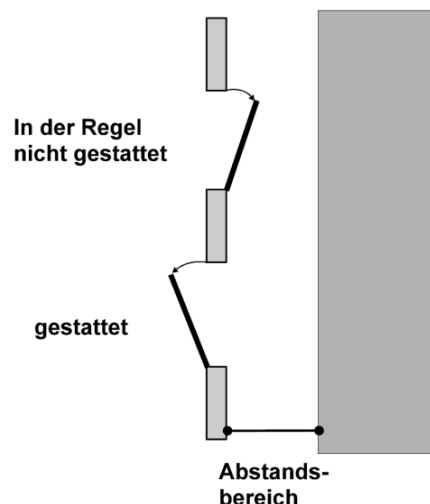 In der Regel
nicht gestattet
gestattet
Abstands-
bereich